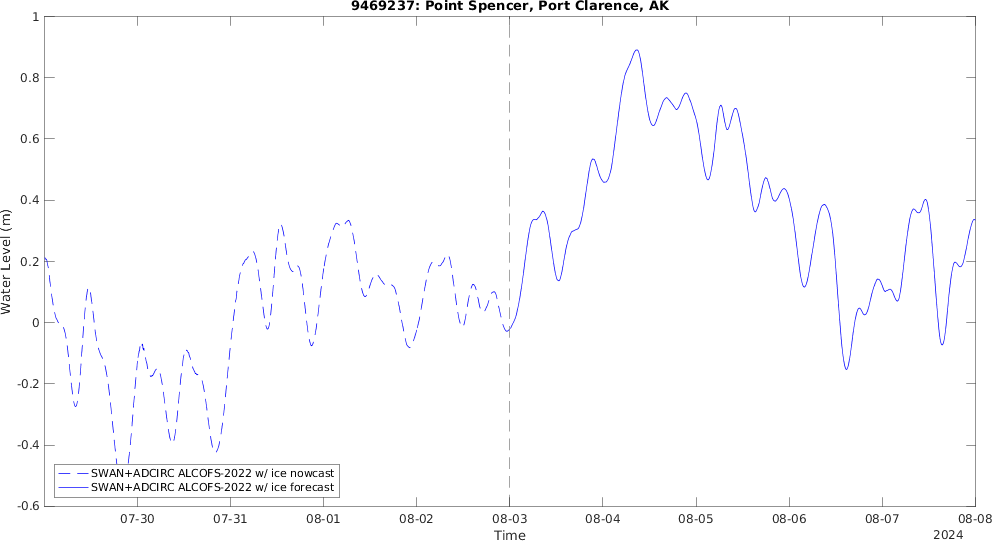 9469237: Point Spencer, Port Clarence, AK
1
0.8
0.6
0.4
0.2
0
-0.2
-0.4
-0.6
Water Level (m)
SWAN+ADCIRC ALCOFS-2022 w/ ice nowcast
SWAN+ADCIRC ALCOFS-2022 w/ ice forecast
07-30 07-31 08-01 08-02 08-03 08-04 08-05 08-06 08-07 08-08
Time
2024